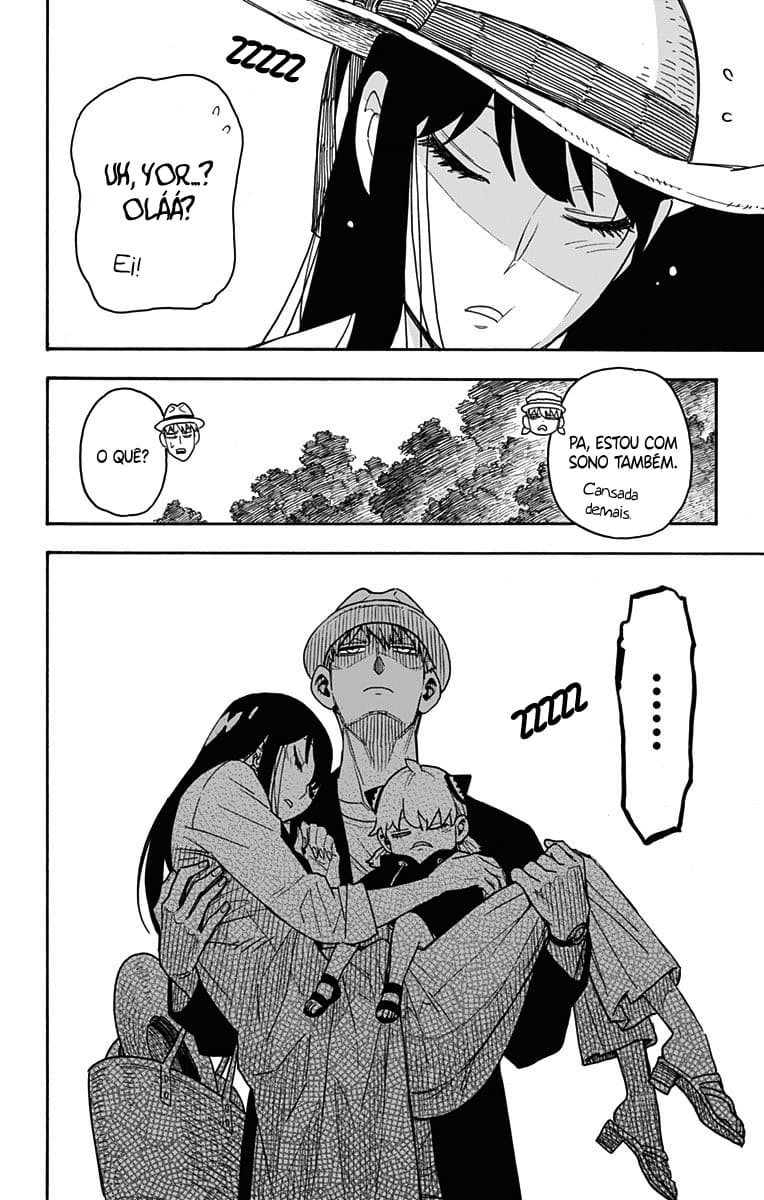 ZZZZZ
UH, YOR...?
OLÁÁ?
Ei!
PA, ESTOU COM
SONO TAMBÉM.
Cansada
demais.
O QUÊ?
......
ZZZZZ